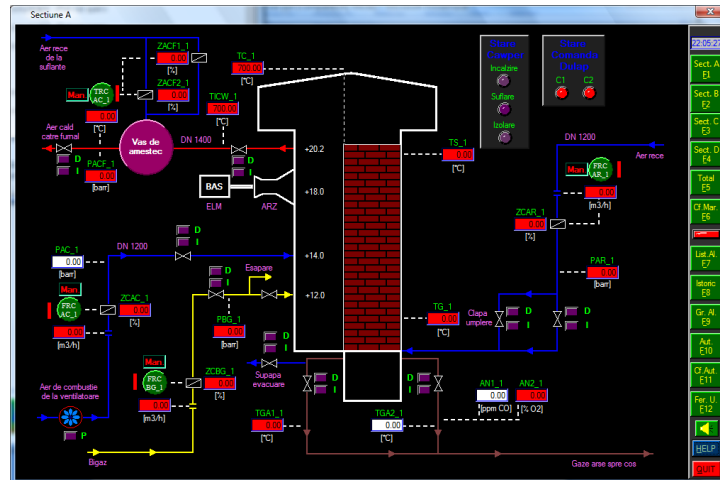 Sectiune A
Aer rece
de la
suflante
ZACF1_1
0.00
[%]
TRC
AC_1
Man
0.00
[°C]
ZACF2_1
0.00
[%]
TC_1
700.00
[°C]
TICW_1
700.00
[°C]
Aer cald
catre furnal
Vas de
amestec
DN 1400
D
I
PACF_1
0.00
[barr]
D
I
BAS
ELM
ARZ
+20.2
+18.0
+14.0
+12.0
Incalzire
Suflare
Izolare
C1
C2
TS_1
0.00
[°C]
DN 1200
Aer rece
Man
FRC
AR_1
0.00
[m3/h]
ZCAR_1
0.00
[%]
PAR_1
0.00
[barr]
PAC_1
0.00
[barr]
DN 1200
D
I
Man
FRC
AC_1
0.00
[m3/h]
ZCAC_1
0.00
[%]
Esapare
D
I
PBG_1
0.00
[barr]
TG_1
0.00
[°C]
Clapa
umplere
D
I
D
I
Man
FRC
BG_1
0.00
[m3/h]
ZCBG_1
0.00
[%]
D
I
Supapa
evacuare
D
I
D
I
AN1_1
0.00
[ppm CO]
AN2_1
0.00
[% O2]
Aer de combustie
de la ventilatoare
P
Bigaz
TGA1_1
0.00
[°C]
TGA2_1
0.00
[°C]
Gaze arse spre cos
22:05:27
Sect. A
F1
Sect. B
F2
Sect. C
F3
Sect. D
F4
Total
F5
Cf Mar.
F6
List.Al.
F7
Istoric
F8
Gr. Al.
F9
Aut.
F10
Cf.Aut.
F11
Fer. U.
F12
HELP
QUIT